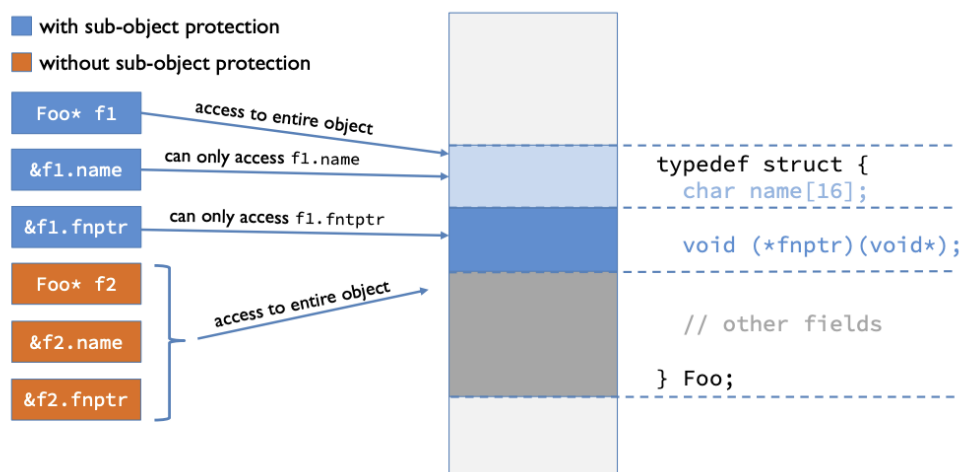 with sub-object protection
without sub-object protection
Foo* f1
access to entire object
&f1.name
can only access f1.name
&f1.fnptr
can only access f1.fntptr
Foo* f2
&f2.name
&f2.fnptr
access to entire object
typedef struct {
char name[16];
void (*fnptr)(void*);
// other fields
} Foo;